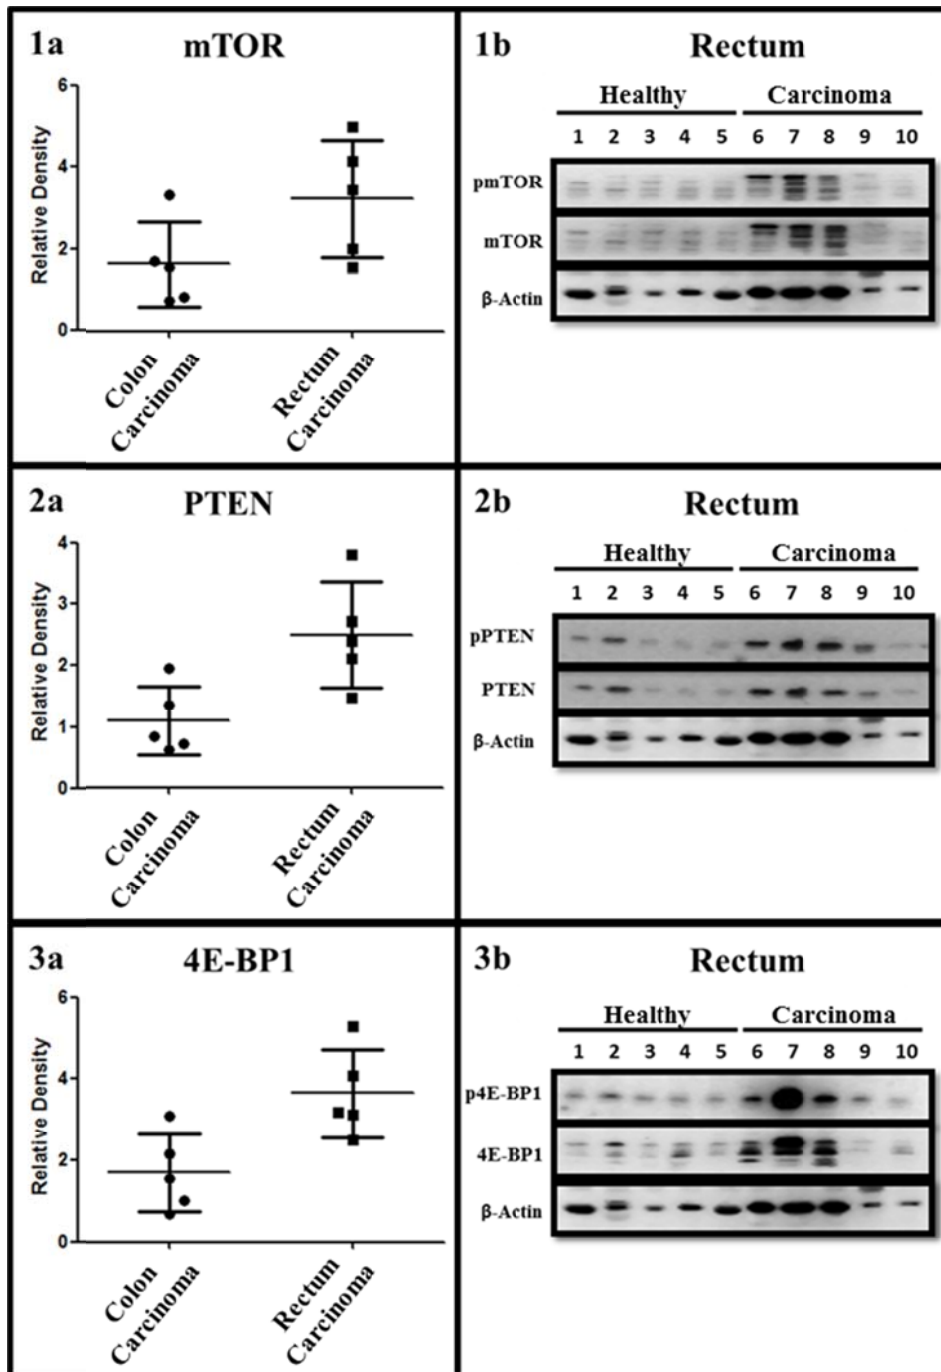 1a
mTOR
6
4
2
0
Relative Density
Colon
Carcinoma
Rectum
Carcinoma
1b
Rectum
Healthy Carcinoma
1 2 3 4 5 6 7 8 9 10
pmTOR
mTOR
β-Actin
2a
PTEN
4
3
2
1
0
Relative Density
Colon
Carcinoma
Rectum
Carcinoma
2b
Rectum
Healthy Carcinoma
1 2 3 4 5 6 7 8 9 10
pPTEN
PTEN
β-Actin
3a
4E-BP1
6
4
2
0
Relative Density
Colon
Carcinoma
Rectum
Carcinoma
3b
Rectum
Healthy Carcinoma
1 2 3 4 5 6 7 8 9 10
p4E-BP1
4E-BP1
β-Actin